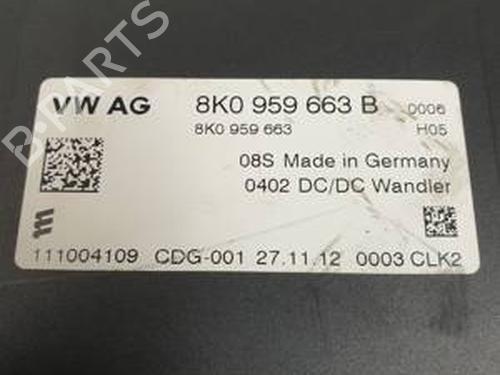 VW AG 8K0 959 663 B 0006
8K0 959 663 H05
08S Made in Germany
0402 DC/DC Wandler
111004109 CDG-001 27.11.12 0003 CLK2
B-PARTS